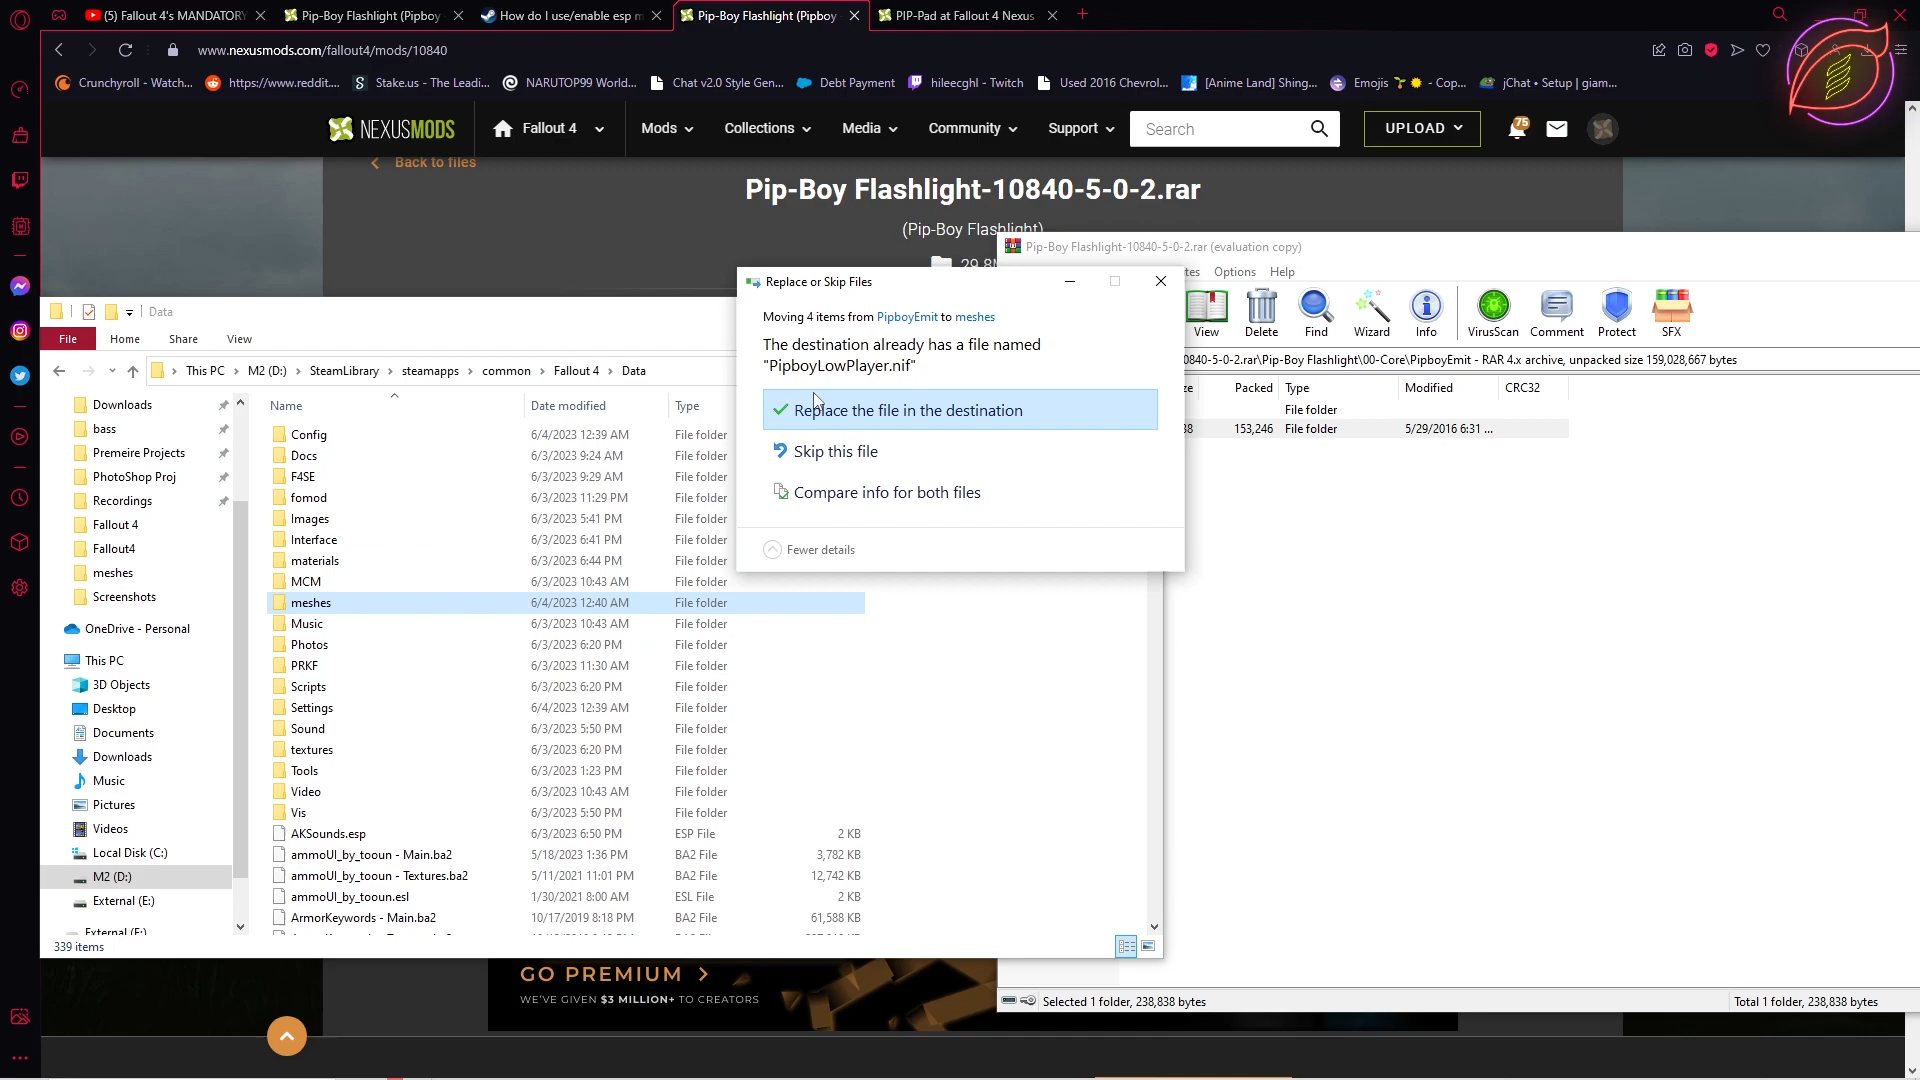 (5) Fallout 4's MANDATORY
Pip-Boy Flashlight (Pipboy
How do I use/enable esp m
Pip-Boy Flashlight (Pipboy
PIP-Pad at Fallout 4 Nexus
www.nexusmods.com/fallout4/mods/10840
Crunchyroll - Watch...
https://www.reddit....
Stake.us - The Leadi...
NARUTOP99 World...
Chat v2.0 Style Gen...
Debt Payment
hileecghl - Twitch
Used 2016 Chevrol...
[Anime Land] Shing...
Emojis - Cop...
jChat • Setup | giam...
NEXUSMODS
Fallout 4
Mods
Collections
Media
Community
Support
Search
UPLOAD
75
Back to files
Pip-Boy Flashlight-10840-5-0-2.rar
(Pip-Boy Flashlight)
Pip-Boy Flashlight-10840-5-0-2.rar (evaluation copy)
Options Help
View
Delete
Find
Wizard
Info
VirusScan
Comment
Protect
SFX
0840-5-0-2.rar\Pip-Boy Flashlight\00-Core\PipboyEmit - RAR 4.x archive, unpacked size 159,028,667 bytes
Packed Type Modified CRC32
File folder
153,246 File folder 5/29/2016 6:31 ...
Selected 1 folder, 238,838 bytes
Total 1 folder, 238,838 bytes
Replace or Skip Files
Moving 4 items from PipboyEmit to meshes
The destination already has a file named
"PipboyLowPlayer.nif"
Replace the file in the destination
Skip this file
Compare info for both files
Fewer details
Data
File
Home
Share
View
This PC › M2 (D:) › SteamLibrary › steamapps › common › Fallout 4 › Data
Downloads
bass
Premeire Projects
PhotoShop Proj
Recordings
Fallout 4
Fallout4
meshes
Screenshots
OneDrive - Personal
This PC
3D Objects
Desktop
Documents
Downloads
Music
Pictures
Videos
Local Disk (C:)
M2 (D:)
External (E:)
External (F:)
Name Date modified Type
Config 6/4/2023 12:39 AM File folder
Docs 6/3/2023 9:24 AM File folder
F4SE 6/3/2023 9:29 AM File folder
fomod 6/3/2023 11:29 PM File folder
Images 6/3/2023 5:41 PM File folder
Interface 6/3/2023 6:41 PM File folder
materials 6/3/2023 6:44 PM File folder
MCM 6/3/2023 10:43 AM File folder
meshes 6/4/2023 12:40 AM File folder
Music 6/3/2023 10:43 AM File folder
Photos 6/3/2023 6:20 PM File folder
PRKF 6/3/2023 11:30 AM File folder
Scripts 6/3/2023 6:20 PM File folder
Settings 6/4/2023 12:39 AM File folder
Sound 6/3/2023 5:50 PM File folder
textures 6/3/2023 6:20 PM File folder
Tools 6/3/2023 1:23 PM File folder
Video 6/3/2023 10:43 AM File folder
Vis 6/3/2023 5:50 PM File folder
AKSounds.esp 6/3/2023 6:50 PM ESP File 2 KB
ammoUI_by_tooun - Main.ba2 5/18/2023 1:36 PM BA2 File 3,782 KB
ammoUI_by_tooun - Textures.ba2 5/11/2021 11:01 PM BA2 File 12,742 KB
ammoUI_by_tooun.esl 1/30/2021 8:00 AM ESL File 2 KB
ArmorKeywords - Main.ba2 10/17/2019 8:18 PM BA2 File 61,588 KB
339 items
GO PREMIUM
WE'VE GIVEN $3 MILLION+ TO CREATORS